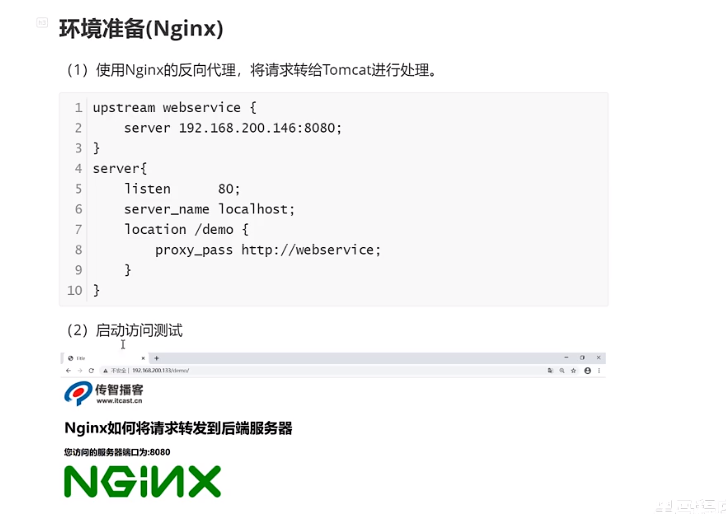 环境准备(Nginx)
（1）使用Nginx的反向代理，将请求转给Tomcat进行处理。
1 upstream webservice {
2 server 192.168.200.146:8080;
3 }
4 server{
5 listen 80;
6 server_name localhost;
7 location /demo {
8 proxy_pass http://webservice;
9 }
10 }
（2）启动访问测试
不安全 | 192.168.200.133/demo/
传智播客
www.itcast.cn
Nginx如何将请求转发到后端服务器
您访问的服务器端口为:8080
NGINX